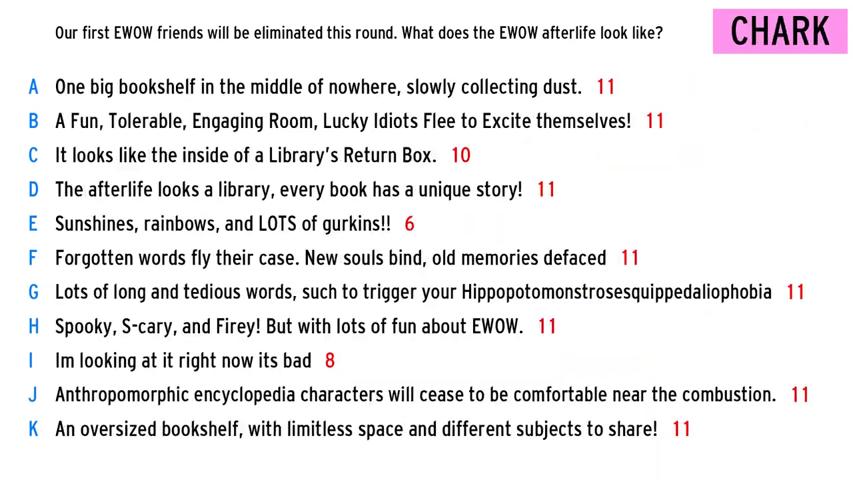 Our first EWOW friends will be eliminated this round. What does the EWOW afterlife look like?
CHARK
A One big bookshelf in the middle of nowhere, slowly collecting dust. 11
B A Fun, Tolerable, Engaging Room, Lucky Idiots Flee to Excite themselves! 11
C It looks like the inside of a Library's Return Box. 10
D The afterlife looks a library, every book has a unique story! 11
E Sunshines, rainbows, and LOTS of gurkins!! 6
F Forgotten words fly their case. New souls bind, old memories defaced 11
G Lots of long and tedious words, such to trigger your Hippopotomonstrosesquippedaliophobia 11
H Spooky, S-cary, and Firey! But with lots of fun about EWOW. 11
I Im looking at it right now its bad 8
J Anthropomorphic encyclopedia characters will cease to be comfortable near the combustion. 11
K An oversized bookshelf, with limitless space and different subjects to share! 11